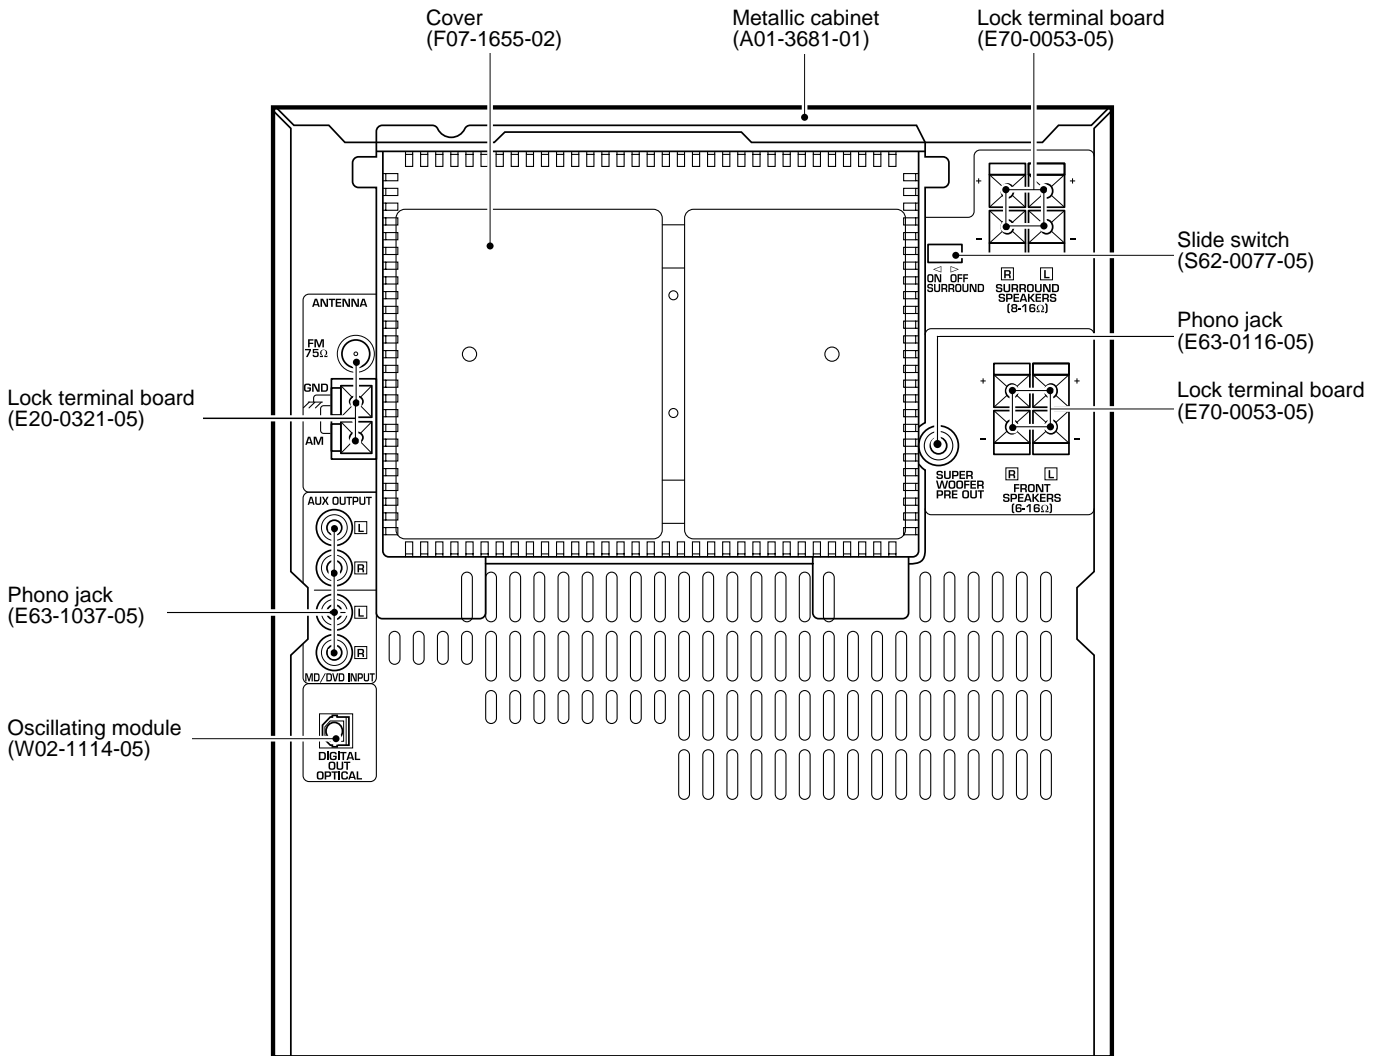 Cover
(F07-1655-02)
Metallic cabinet
(A01-3681-01)
Lock terminal board
(E70-0053-05)
+ +
- -
Slide switch
(S62-0077-05)
◁ ▷
ON OFF
SURROUND
R L
SURROUND
SPEAKERS
(8-16Ω)
ANTENNA
FM
75Ω
GND
AM
Lock terminal board
(E20-0321-05)
Phono jack
(E63-0116-05)
Lock terminal board
(E70-0053-05)
+ +
- -
SUPER
WOOFER
PRE OUT
R L
FRONT
SPEAKERS
(6-16Ω)
AUX OUTPUT
L
R
L
R
MD/DVD INPUT
Phono jack
(E63-1037-05)
Oscillating module
(W02-1114-05)
DIGITAL
OUT
OPTICAL